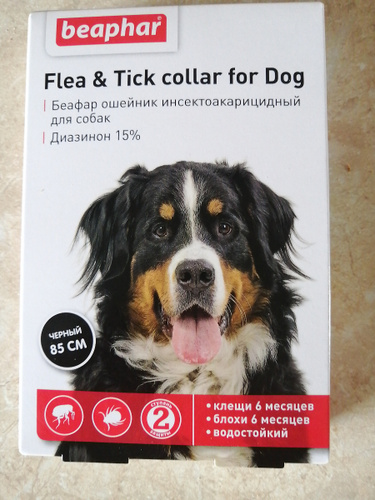 beaphar
Flea & Tick collar for Dog
Беафар ошейник инсектоакарицидный
для собак
Диазинон 15%
ЧЕРНЫЙ
85 СМ
2
• клещи 6 месяцев
• блохи 6 месяцев
• водостойкий